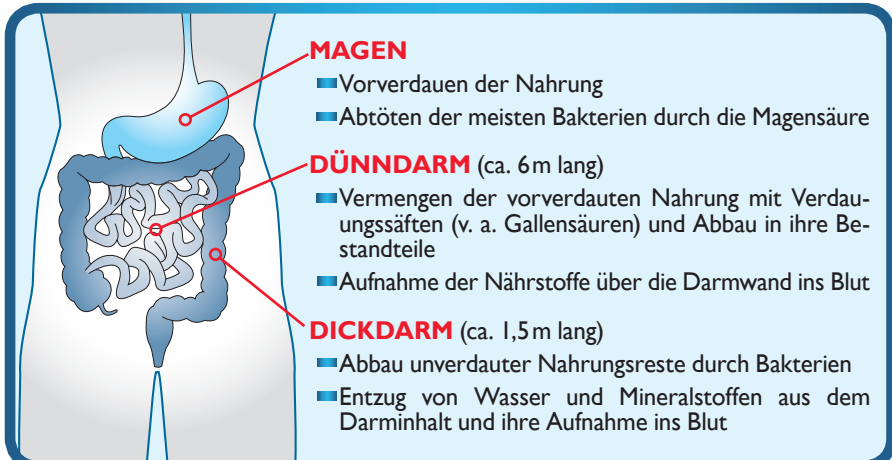 MAGEN
Vorverdauen der Nahrung
Abtöten der meisten Bakterien durch die Magensäure
DÜNNDARM (ca. 6 m lang)
Vermengen der vorverdauten Nahrung mit Verdau-
ungssäften (v. a. Gallensäuren) und Abbau in ihre Be-
standteile
Aufnahme der Nährstoffe über die Darmwand ins Blut
DICKDARM (ca. 1,5 m lang)
Abbau unverdauter Nahrungsreste durch Bakterien
Entzug von Wasser und Mineralstoffen aus dem
Darminhalt und ihre Aufnahme ins Blut